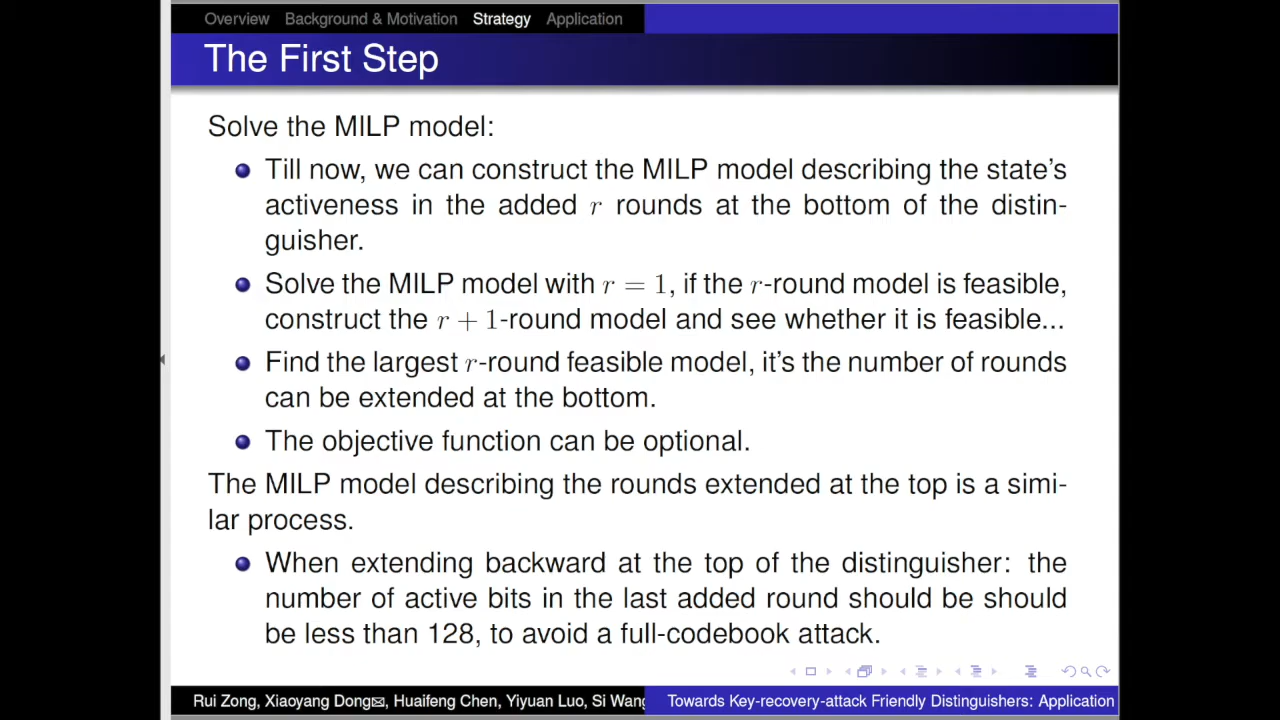 Overview Background & Motivation Strategy Application
The First Step
Solve the MILP model:
Till now, we can construct the MILP model describing the state's
activeness in the added r rounds at the bottom of the distin-
guisher.
Solve the MILP model with r = 1, if the r-round model is feasible,
construct the r + 1-round model and see whether it is feasible...
Find the largest r-round feasible model, it's the number of rounds
can be extended at the bottom.
The objective function can be optional.
The MILP model describing the rounds extended at the top is a simi-
lar process.
When extending backward at the top of the distinguisher: the
number of active bits in the last added round should be should
be less than 128, to avoid a full-codebook attack.
Rui Zong, Xiaoyang Dong✉, Huaifeng Chen, Yiyuan Luo, Si Wang
Towards Key-recovery-attack Friendly Distinguishers: Application